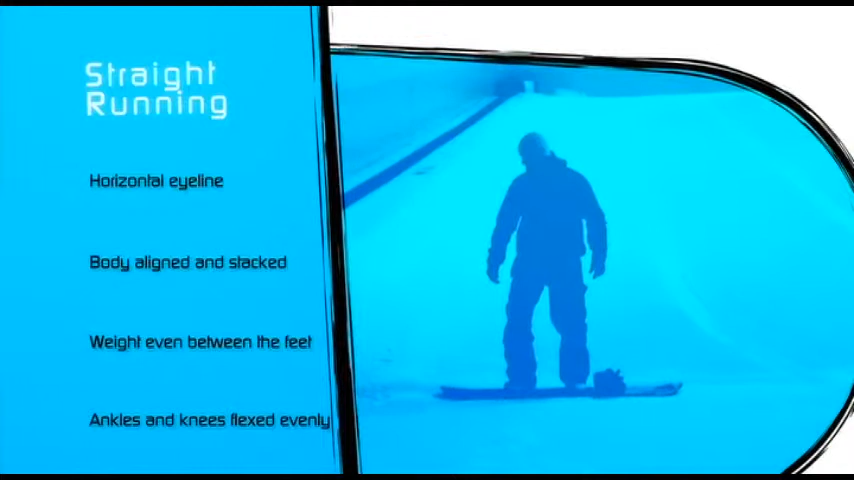 Straight
Running
Horizontal eyeline
Body aligned and stacked
Weight even between the feet
Ankles and knees flexed evenly